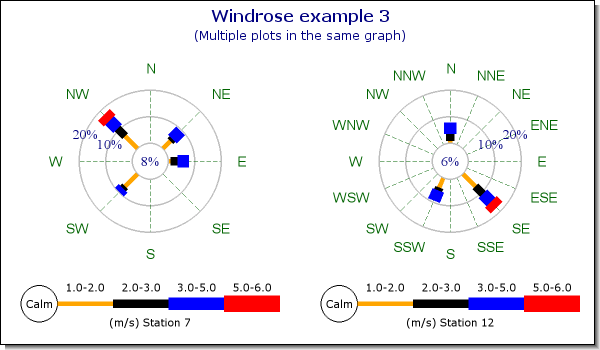 Windrose example 3
(Multiple plots in the same graph)
N
NW NE
20%
10%
W 8% E
SW SE
S
N
NNW NNE
NW NE
WNW 20% ENE
10%
W 6% E
WSW ESE
SW SE
SSW SSE
S
1.0-2.0 2.0-3.0 3.0-5.0 5.0-6.0
Calm
(m/s) Station 7
1.0-2.0 2.0-3.0 3.0-5.0 5.0-6.0
Calm
(m/s) Station 12